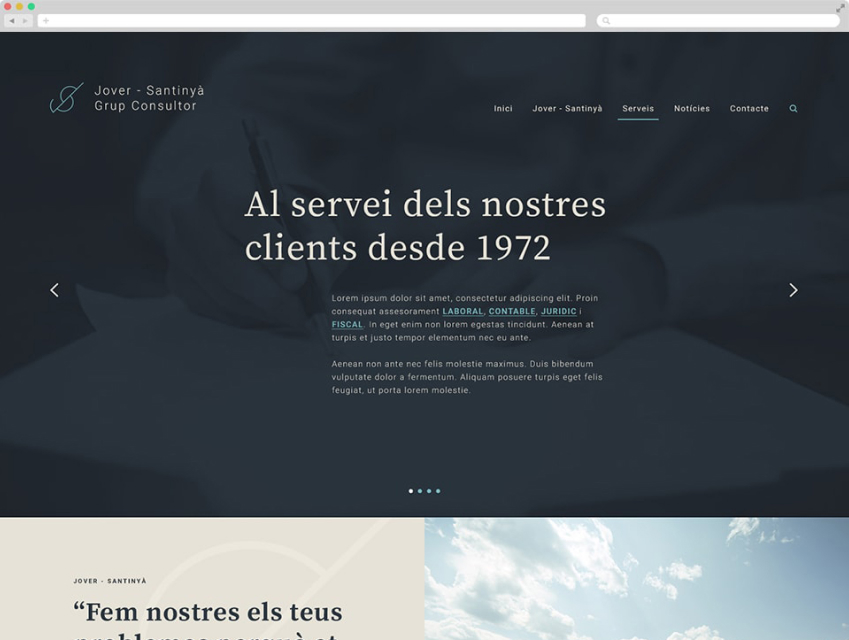 Jover - Santinyà
Grup Consultor
Inici Jover - Santinyà Serveis Notícies Contacte
Al servei dels nostres
clients desde 1972
Lorem ipsum dolor sit amet, consectetur adipiscing elit. Proin
consequat assesorament LABORAL, CONTABLE, JURIDIC i
FISCAL. In eget enim non lorem egestas tincidunt. Aenean at
turpis et justo tempor elementum nec eu ante.
Aenean non ante nec felis molestie maximus. Duis bibendum
vulputate dolor a fermentum. Aliquam posuere turpis eget felis
feugiat, ut porta lorem molestie.
JOVER - SANTINYÀ
“Fem nostres els teus
problemes perquè et